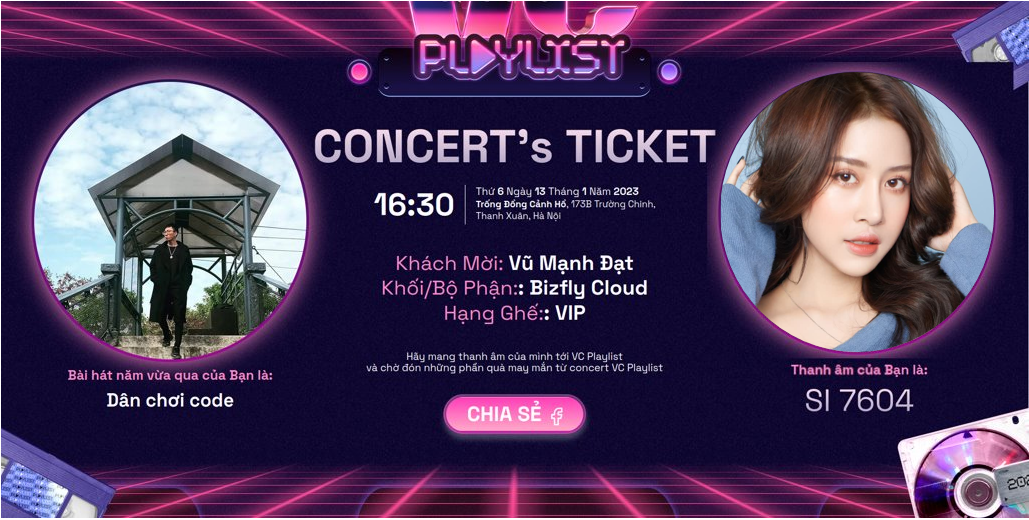 VC
PLAYLIST
CONCERT's TICKET
16:30
Thứ 6 Ngày 13 Tháng 1 Năm 2023
Trống Đồng Cảnh Hồ, 173B Trường Chinh,
Thanh Xuân, Hà Nội
Khách Mời: Vũ Mạnh Đạt
Khối/Bộ Phận:: Bizfly Cloud
Hạng Ghế:: VIP
Hãy mang thanh âm của mình tới VC Playlist
và chờ đón những phần quà may mắn từ concert VC Playlist
CHIA SẺ
Bài hát năm vừa qua của Bạn là:
Dân chơi code
Thanh âm của Bạn là:
SI 7604